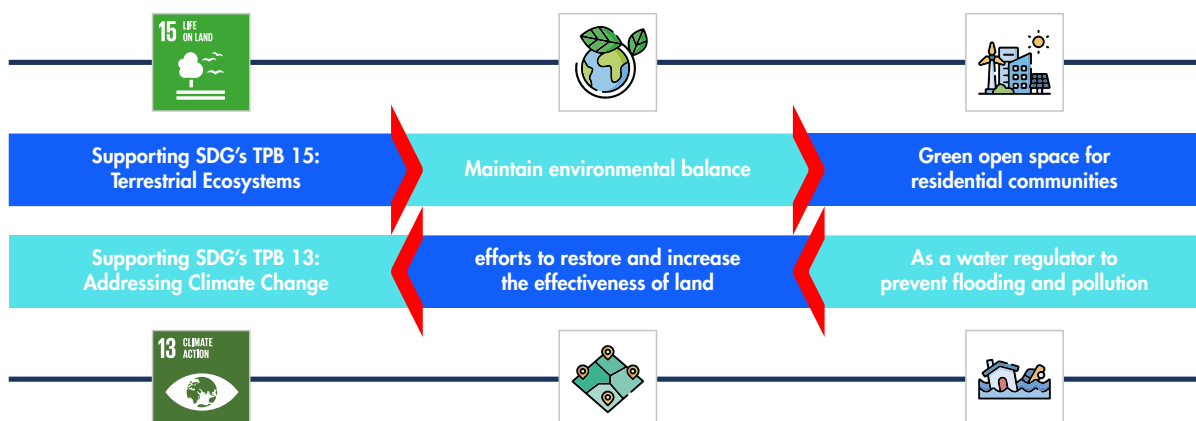 15 LIFE
ON LAND
Supporting SDG's TPB 15:
Terrestrial Ecosystems
Maintain environmental balance
Green open space for
residential communities
Supporting SDG's TPB 13:
Addressing Climate Change
efforts to restore and increase
the effectiveness of land
As a water regulator to
prevent flooding and pollution
13 CLIMATE
ACTION